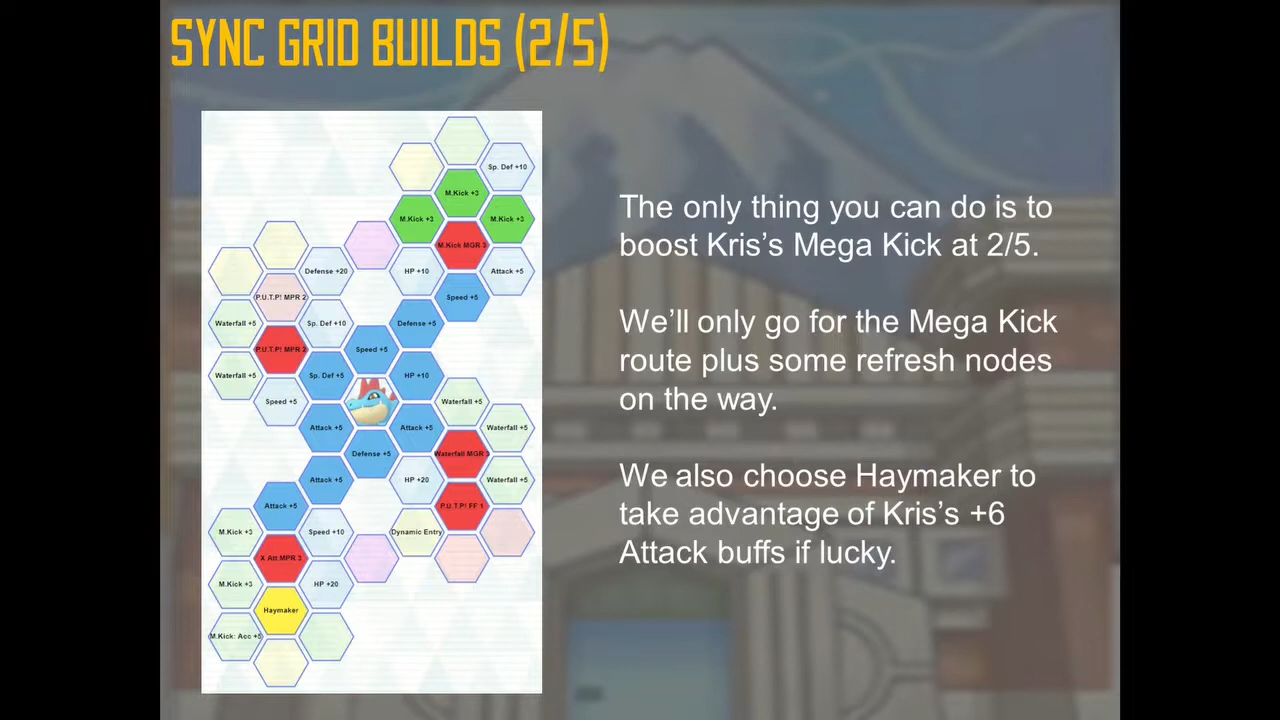 SYNC GRID BUILDS (2/5)
Sp. Def +10
M.Kick +3
M.Kick +3
M.Kick +3
M.Kick MGR 3
Defense +20
HP +10
Attack +5
P.U.T.P! MPR 2
Speed +5
Waterfall +5
Sp. Def +10
Defense +5
P.U.T.P! MPR 2
Speed +5
Waterfall +5
Sp. Def +5
HP +10
Speed +5
Waterfall +5
Attack +5
Attack +5
Waterfall +5
Defense +5
Waterfall MGR 3
Attack +5
HP +20
Waterfall +5
Attack +5
P.U.T.P! FF 1
M.Kick +3
Speed +10
Dynamic Entry
X Att MPR 3
M.Kick +3
HP +20
Haymaker
M.Kick: Acc +5
The only thing you can do is to
boost Kris’s Mega Kick at 2/5.
We’ll only go for the Mega Kick
route plus some refresh nodes
on the way.
We also choose Haymaker to
take advantage of Kris’s +6
Attack buffs if lucky.